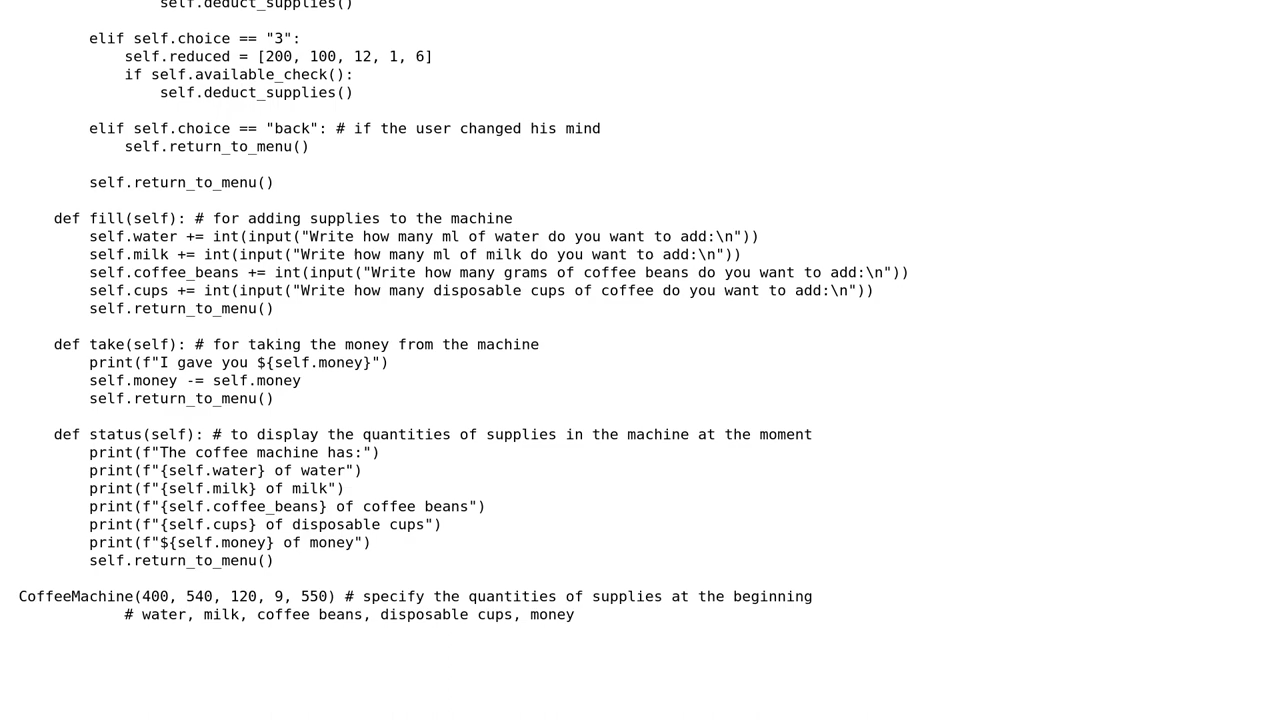 self.deduct_supplies()

        elif self.choice == "3":
            self.reduced = [200, 100, 12, 1, 6]
            if self.available_check():
                self.deduct_supplies()

        elif self.choice == "back": # if the user changed his mind
            self.return_to_menu()

        self.return_to_menu()

    def fill(self): # for adding supplies to the machine
        self.water += int(input("Write how many ml of water do you want to add:\n"))
        self.milk += int(input("Write how many ml of milk do you want to add:\n"))
        self.coffee_beans += int(input("Write how many grams of coffee beans do you want to add:\n"))
        self.cups += int(input("Write how many disposable cups of coffee do you want to add:\n"))
        self.return_to_menu()

    def take(self): # for taking the money from the machine
        print(f"I gave you ${self.money}")
        self.money -= self.money
        self.return_to_menu()

    def status(self): # to display the quantities of supplies in the machine at the moment
        print(f"The coffee machine has:")
        print(f"{self.water} of water")
        print(f"{self.milk} of milk")
        print(f"{self.coffee_beans} of coffee beans")
        print(f"{self.cups} of disposable cups")
        print(f"${self.money} of money")
        self.return_to_menu()

CoffeeMachine(400, 540, 120, 9, 550) # specify the quantities of supplies at the beginning
            # water, milk, coffee beans, disposable cups, money